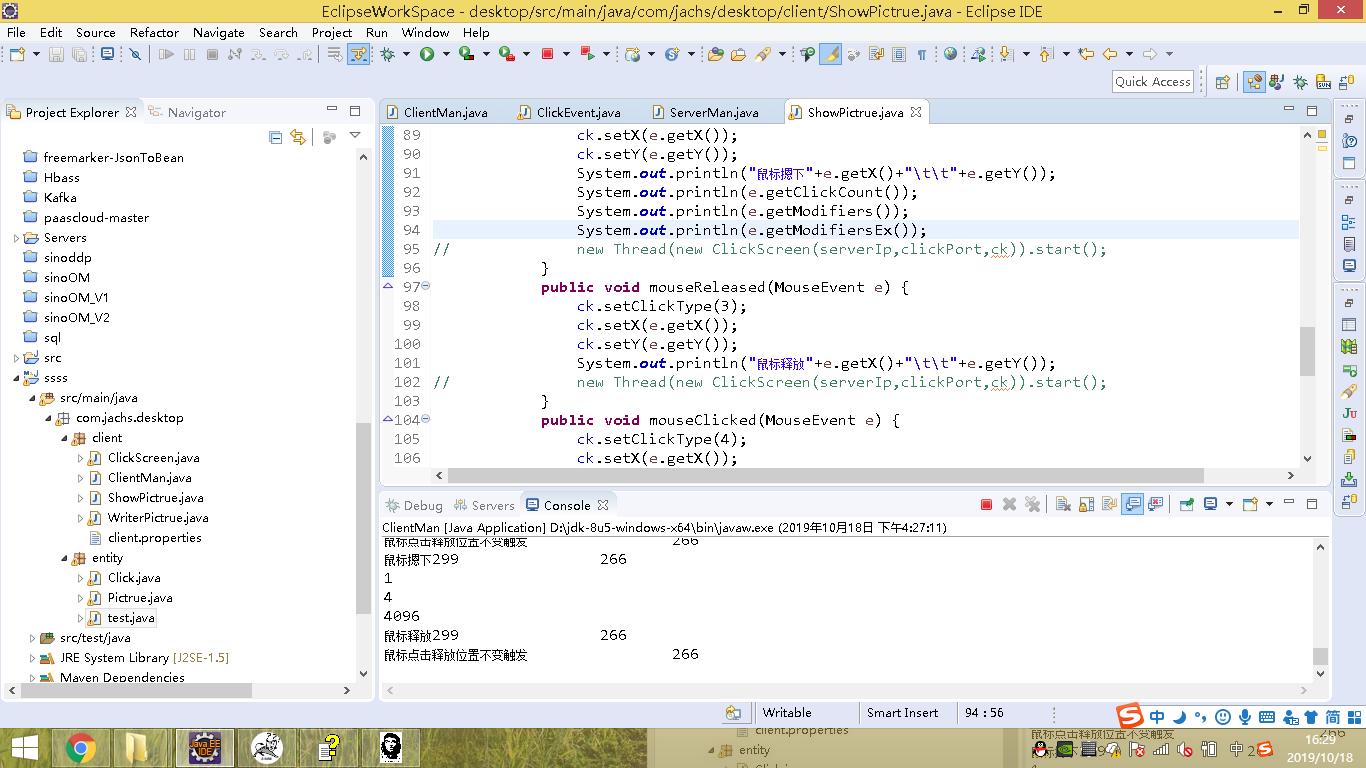 EclipseWorkSpace - desktop/src/main/java/com/jachs/desktop/client/ShowPictrue.java - Eclipse IDE
File Edit Source Refactor Navigate Search Project Run Window Help
Quick Access
Project Explorer Navigator
freemarker-JsonToBean
Hbass
Kafka
paascloud-master
Servers
sinoddp
sinoOM
sinoOM_V1
sinoOM_V2
sql
src
ssss
src/main/java
com.jachs.desktop
client
ClickScreen.java
ClientMan.java
ShowPictrue.java
WriterPictrue.java
client.properties
entity
Click.java
Pictrue.java
test.java
src/test/java
JRE System Library [J2SE-1.5]
Maven Dependencies
ClientMan.java ClickEvent.java ServerMan.java ShowPictrue.java
89 ck.setX(e.getX());
90 ck.setY(e.getY());
91 System.out.println("鼠标摁下"+e.getX()+"\t\t"+e.getY());
92 System.out.println(e.getClickCount());
93 System.out.println(e.getModifiers());
94 System.out.println(e.getModifiersEx());
95 // new Thread(new ClickScreen(serverIp,clickPort,ck)).start();
96 }
97 public void mouseReleased(MouseEvent e) {
98 ck.setClickType(3);
99 ck.setX(e.getX());
100 ck.setY(e.getY());
101 System.out.println("鼠标释放"+e.getX()+"\t\t"+e.getY());
102 // new Thread(new ClickScreen(serverIp,clickPort,ck)).start();
103 }
104 public void mouseClicked(MouseEvent e) {
105 ck.setClickType(4);
106 ck.setX(e.getX());
Debug Servers Console
ClientMan [Java Application] D:\jdk-8u5-windows-x64\bin\javaw.exe (2019年10月18日 下午4:27:11)
鼠标点击释放位置不变触发 266
鼠标摁下299 266
1
4
4096
鼠标释放299 266
鼠标点击释放位置不变触发 266
Writable Smart Insert 94 : 56
中 简
client.properties
entity
鼠标点击释放位置不变触发 266
中
16:29
2019/10/18